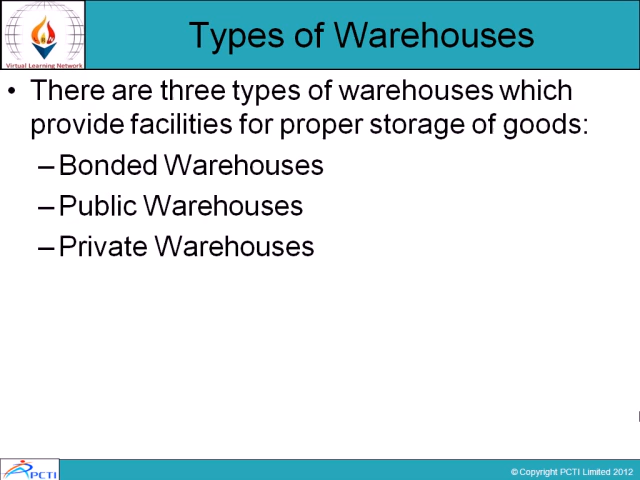 Virtual Learning Network
Types of Warehouses
• There are three types of warehouses which
provide facilities for proper storage of goods:
– Bonded Warehouses
– Public Warehouses
– Private Warehouses
PCTI
© Copyright PCTI Limited 2012